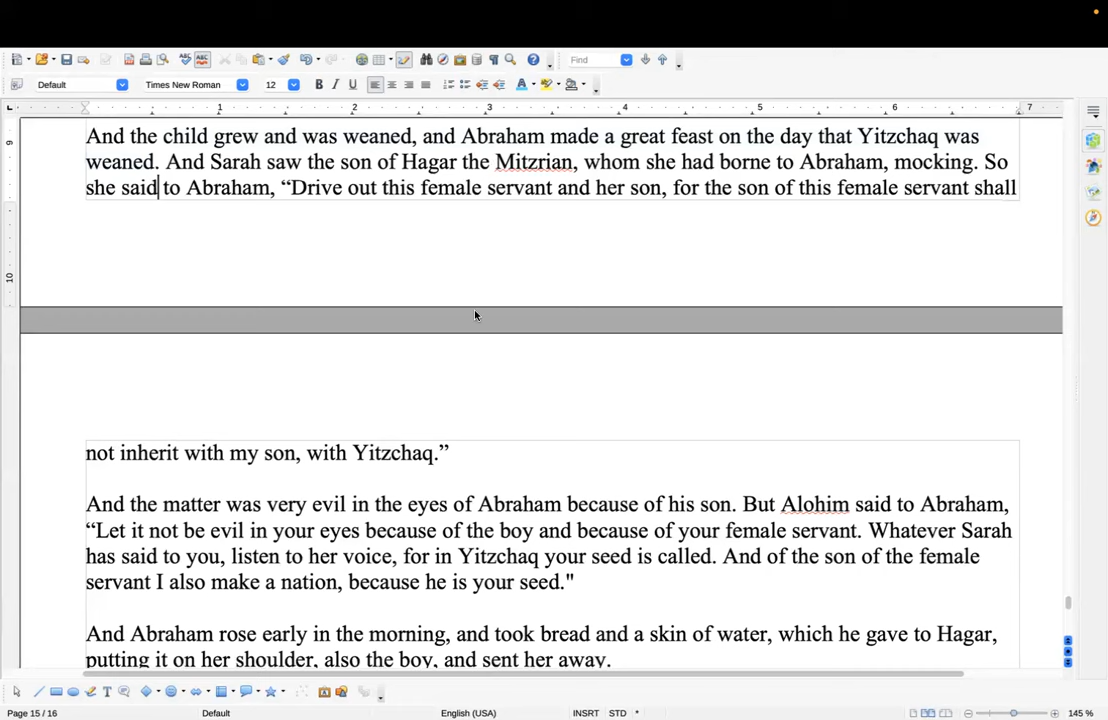 Find
Default
Times New Roman
12
B I U
1 2 3 4 5 6 7
9
And the child grew and was weaned, and Abraham made a great feast on the day that Yitzchaq was
weaned. And Sarah saw the son of Hagar the Mitzrian, whom she had borne to Abraham, mocking. So
she said to Abraham, “Drive out this female servant and her son, for the son of this female servant shall
10
not inherit with my son, with Yitzchaq.”
And the matter was very evil in the eyes of Abraham because of his son. But Alohim said to Abraham,
“Let it not be evil in your eyes because of the boy and because of your female servant. Whatever Sarah
has said to you, listen to her voice, for in Yitzchaq your seed is called. And of the son of the female
servant I also make a nation, because he is your seed."
And Abraham rose early in the morning, and took bread and a skin of water, which he gave to Hagar,
putting it on her shoulder, also the boy, and sent her away.
Page 15 / 16
Default
English (USA)
INSRT
STD
*
145 %